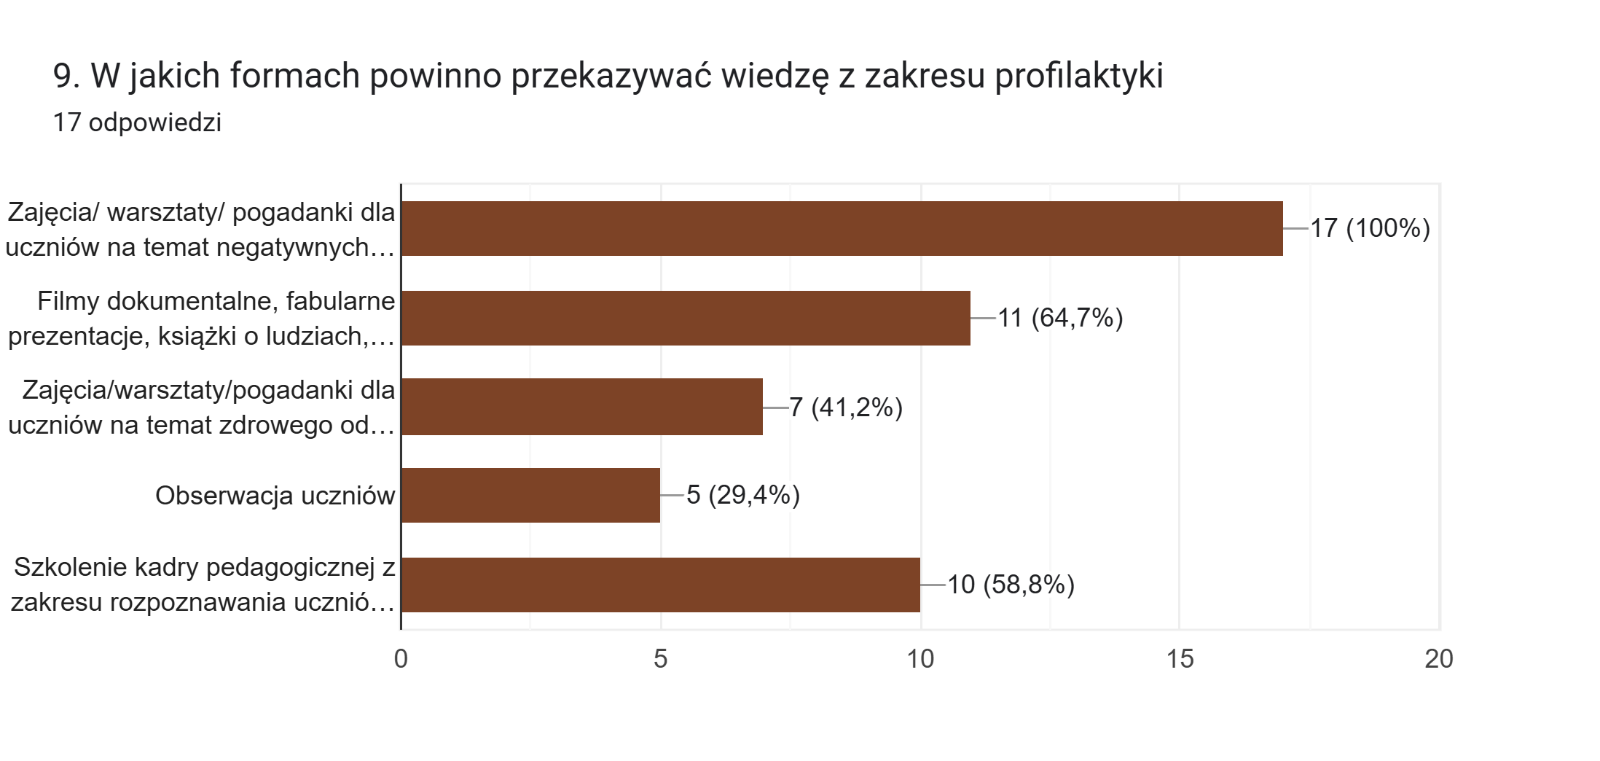 9. W jakich formach powinno przekazywać wiedzę z zakresu profilaktyki
17 odpowiedzi
Zajęcia/ warsztaty/ pogadanki dla
uczniów na temat negatywnych…
17 (100%)
Filmy dokumentalne, fabularne
prezentacje, książki o ludziach,…
11 (64,7%)
Zajęcia/warsztaty/pogadanki dla
uczniów na temat zdrowego od…
7 (41,2%)
Obserwacja uczniów
5 (29,4%)
Szkolenie kadry pedagogicznej z
zakresu rozpoznawania ucznió…
10 (58,8%)
0 5 10 15 20